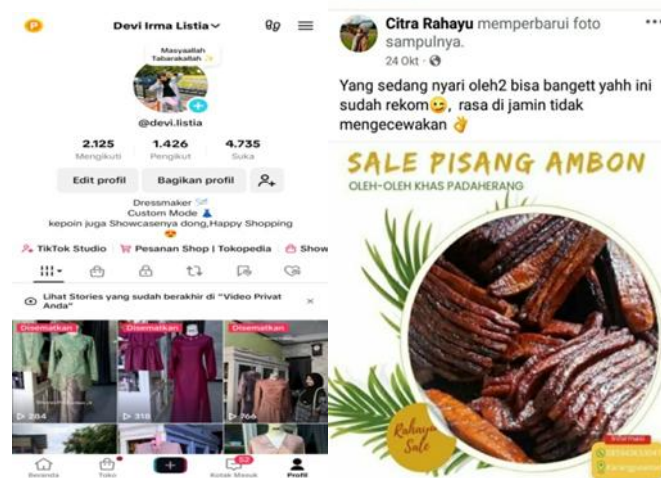 Devi Irma Listia
Masyaallah
Tabarakallah
@devi.listia
2.125 1.426 4.735
Mengikuti Pengikut Suka
Edit profil Bagikan profil
Dressmaker
Custom Mode
kepoin juga Showcasenya dong,Happy Shopping
TikTok Studio Pesanan Shop | Tokopedia Show
Lihat Stories yang sudah berakhir di "Video Privat
Anda"
Disematkan Disematkan Disematkan
284 318 766
52
Beranda Toko Kotak Masuk Profil
Citra Rahayu memperbarui foto
sampulnya.
24 Okt
Yang sedang nyari oleh2 bisa bangett yahh ini
sudah rekom, rasa di jamin tidak
mengecewakan
SALE PISANG AMBON
OLEH-OLEH KHAS PADAHERANG
Rahayu
Sale